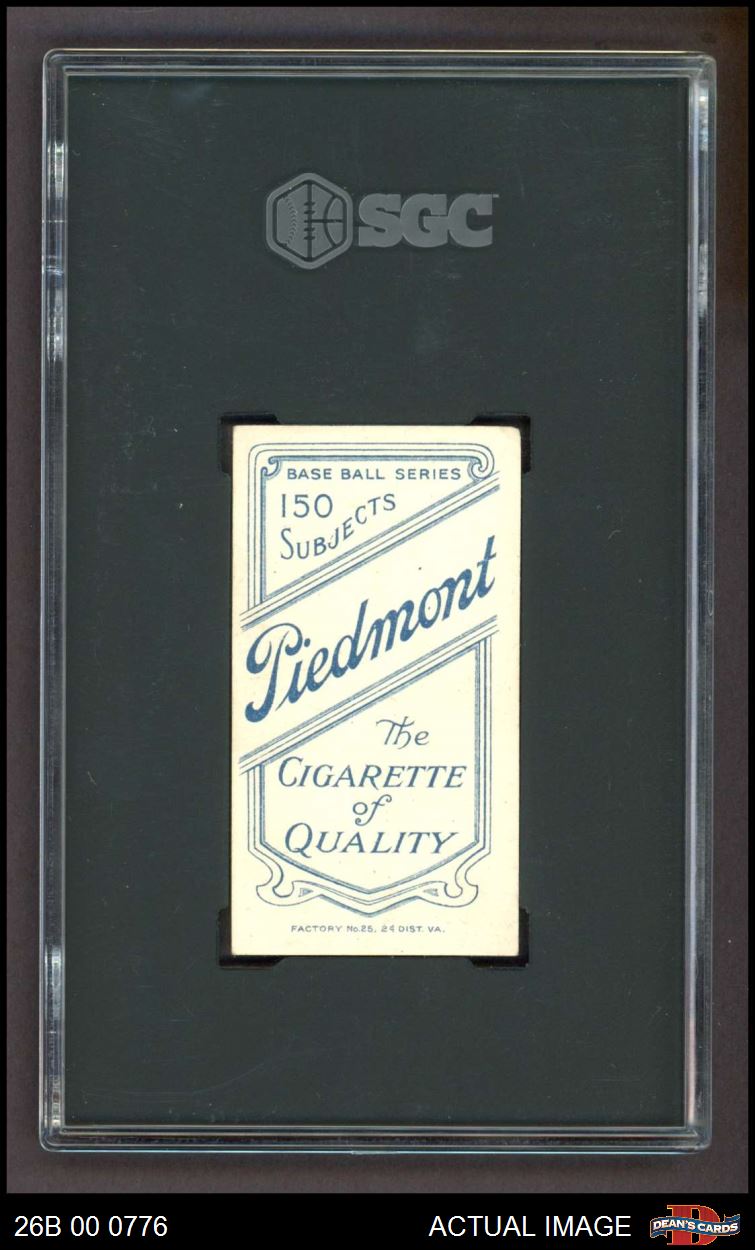 SGC
BASE BALL SERIES
150
SUBJECTS
Piedmont
The
CIGARETTE
of
QUALITY
FACTORY No.25, 2d DIST. VA.
26B 00 0776
ACTUAL IMAGE
DEAN'S CARDS